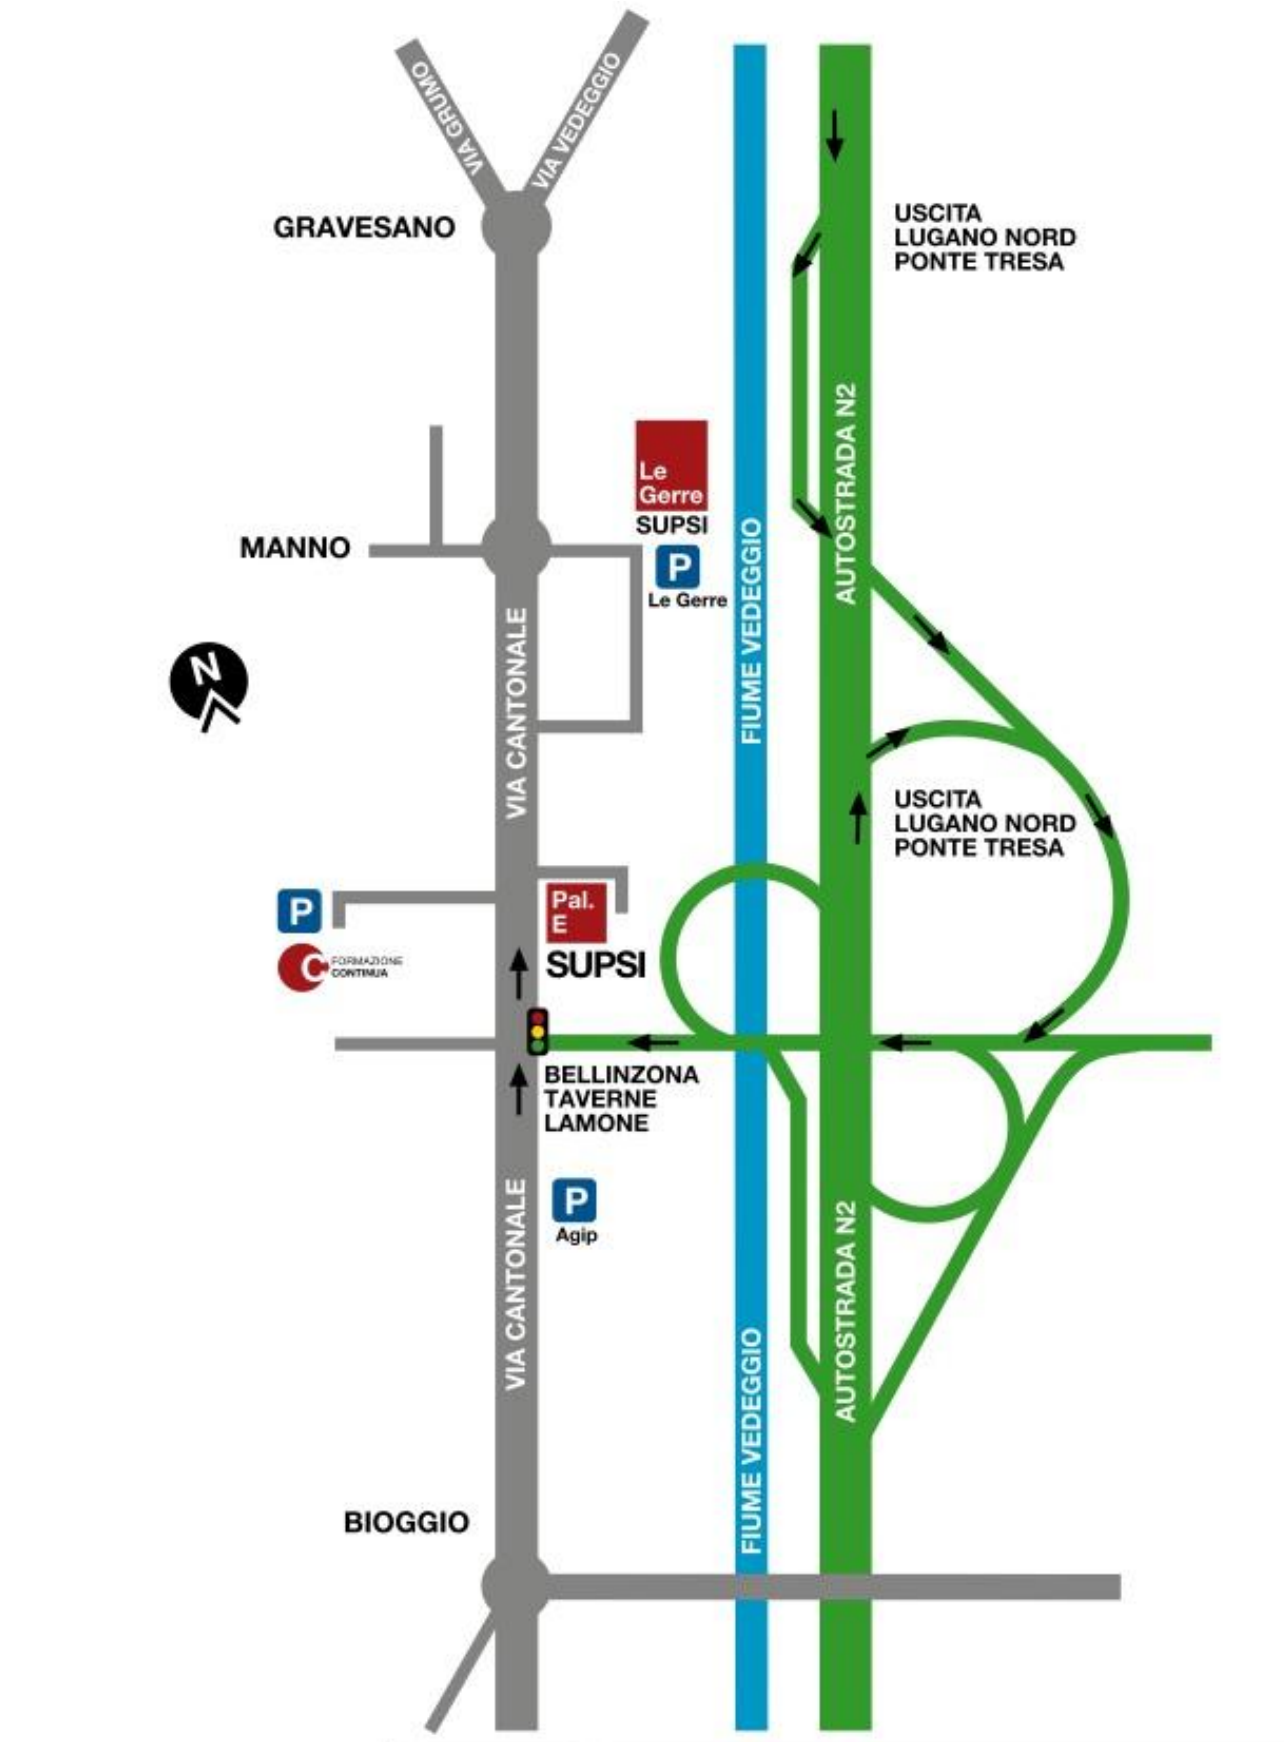 VIA GRUMO
VIA VEDEGGIO
GRAVESANO
USCITA
LUGANO NORD
PONTE TRESA
AUTOSTRADA N2
Le
Gerre
SUPSI
P
Le Gerre
MANNO
FIUME VEDEGGIO
VIA CANTONALE
N
USCITA
LUGANO NORD
PONTE TRESA
P
C
FORMAZIONE
CONTINUA
Pal.
E
SUPSI
BELLINZONA
TAVERNE
LAMONE
P
Agip
VIA CANTONALE
AUTOSTRADA N2
FIUME VEDEGGIO
BIOGGIO